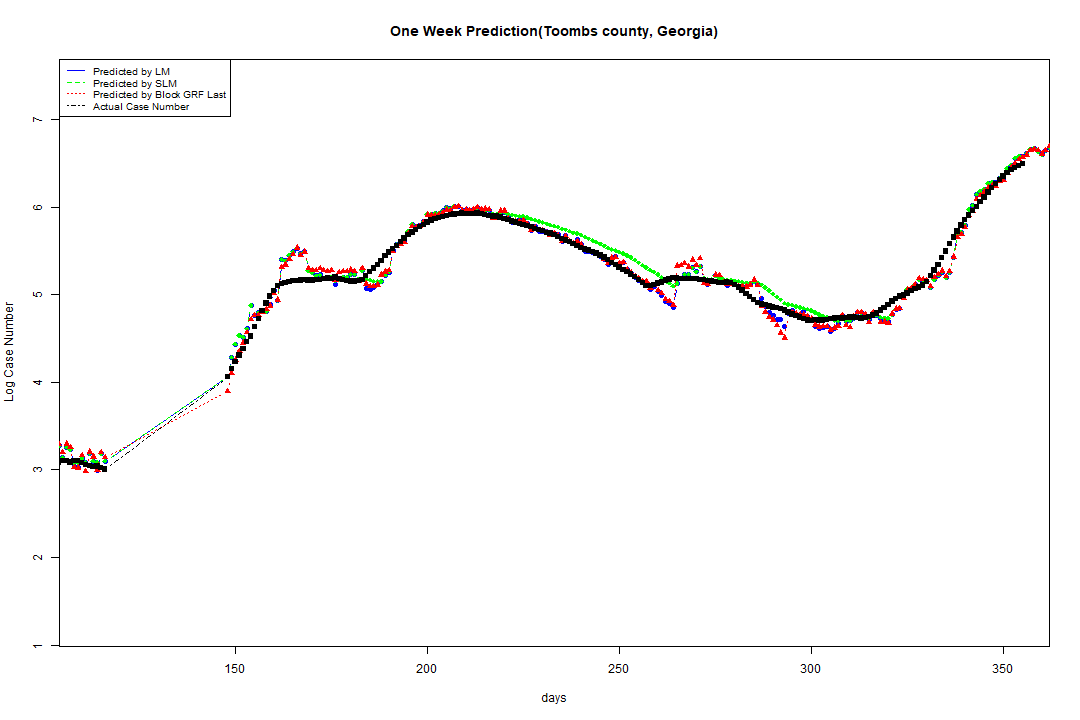 One Week Prediction(Toombs county, Georgia)
Predicted by LM
Predicted by SLM
Predicted by Block GRF Last
Actual Case Number
Log Case Number
7
6
5
4
3
2
1
150 200 250 300 350
days